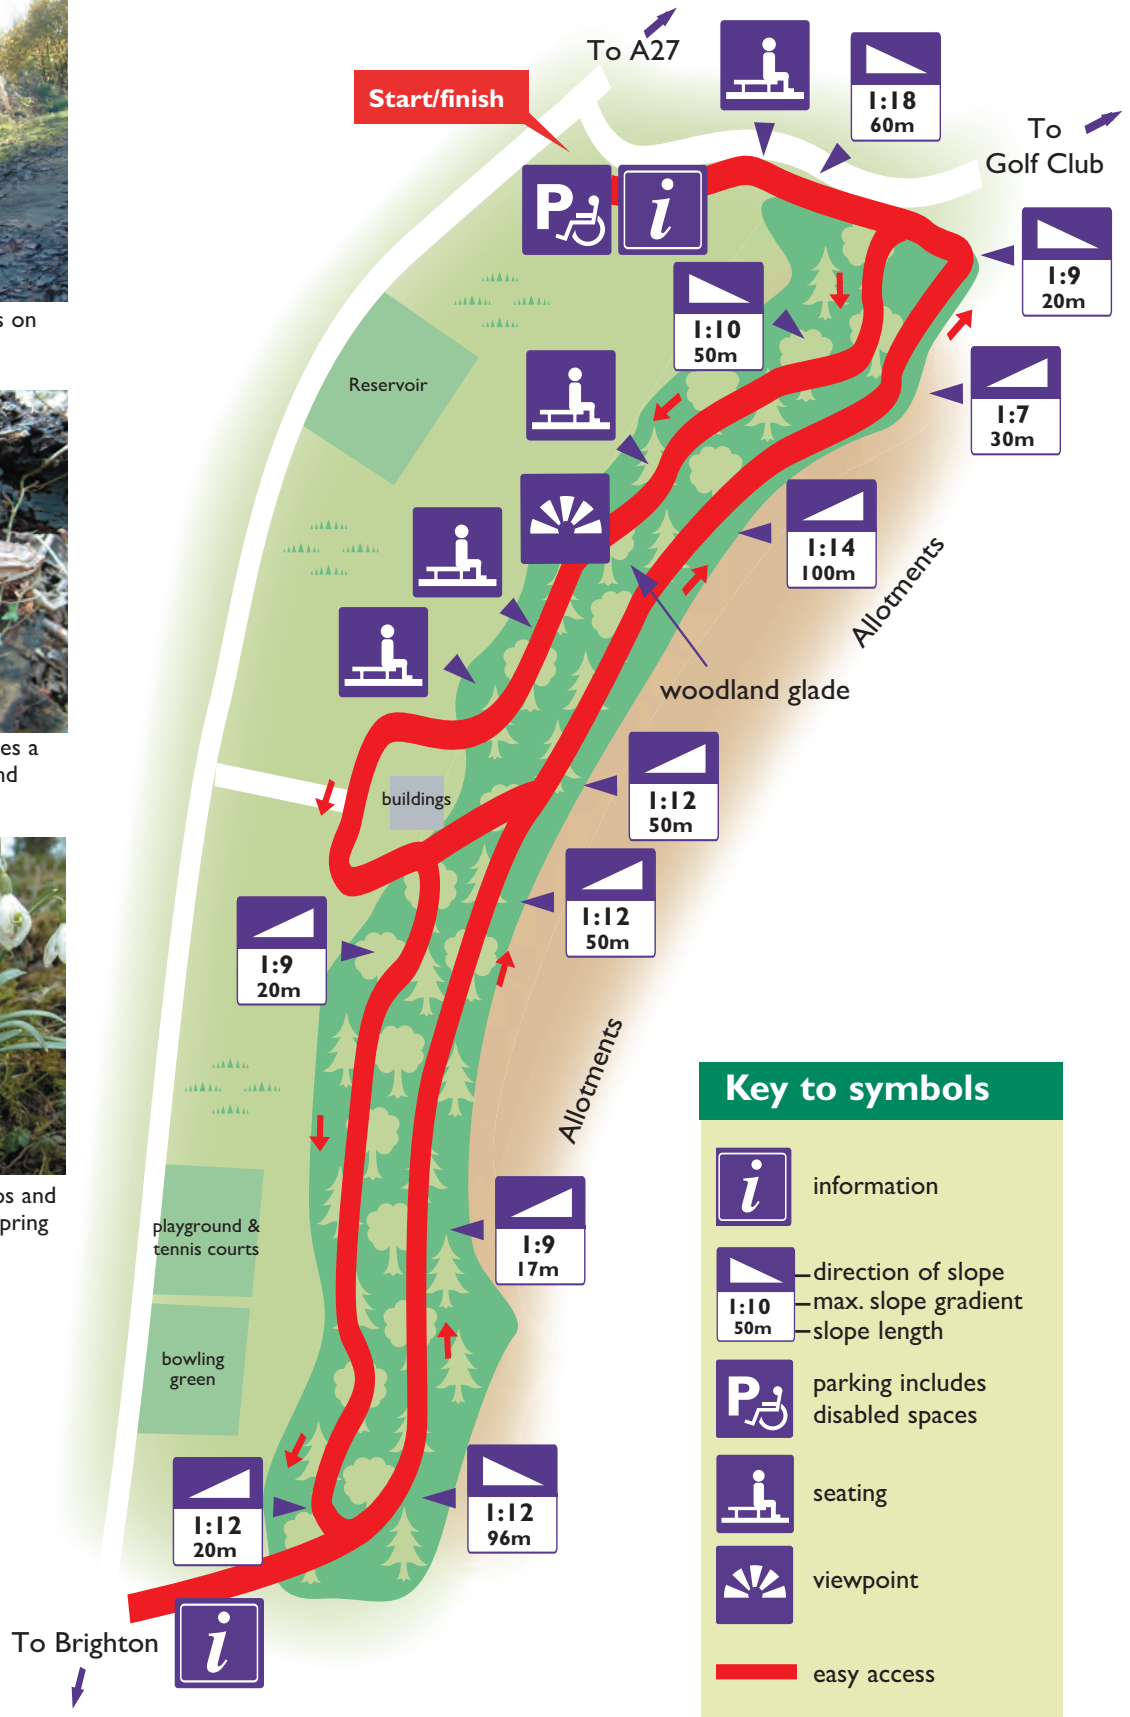 To A27
Start/finish
1:18
60m
To
Golf Club
P
i
1:9
20m
1:10
50m
s on
Reservoir
1:7
30m
1:14
100m
Allotments
woodland glade
es a
nd
buildings
1:12
50m
1:12
50m
1:9
20m
Allotments
Key to symbols
i
information
1:10
50m
direction of slope
max. slope gradient
slope length
P
parking includes
disabled spaces
seating
viewpoint
easy access
os and
pring
playground &
tennis courts
1:9
17m
bowling
green
1:12
20m
1:12
96m
To Brighton
i